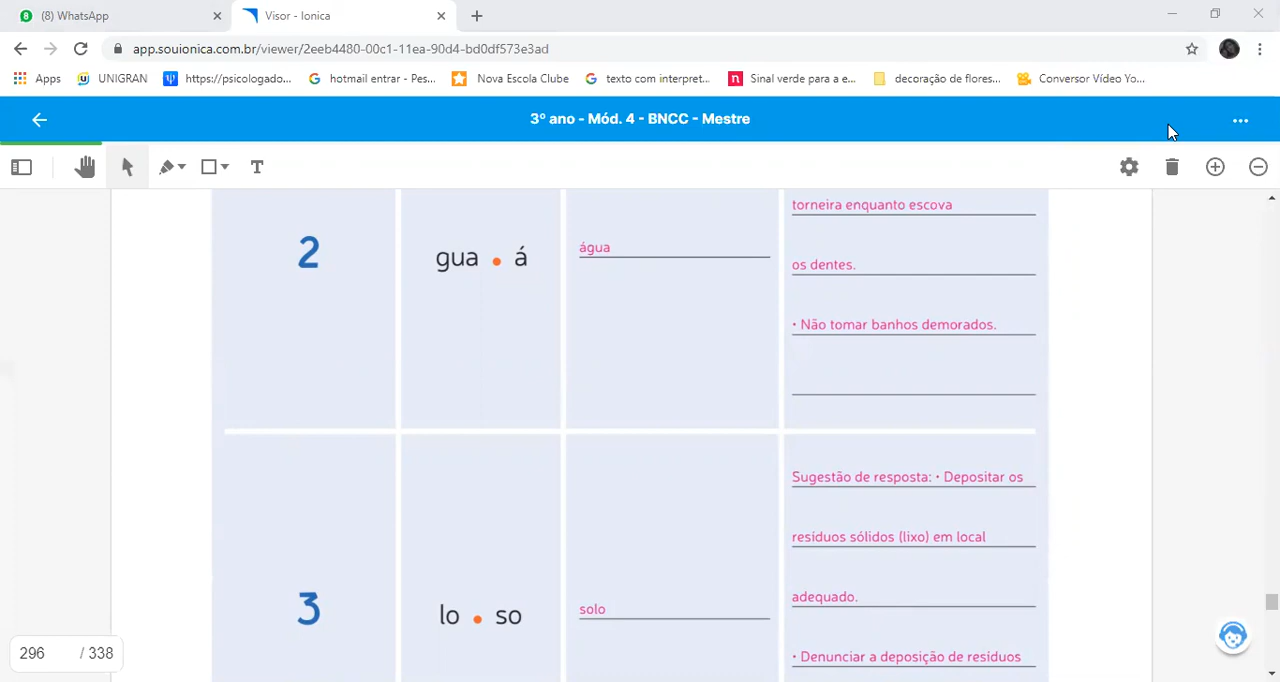 8 (8) WhatsApp
Visor - Ionica
app.souionica.com.br/viewer/2eeb4480-00c1-11ea-90d4-bd0df573e3ad
Apps UNIGRAN https://psicologado... hotmail entrar - Pes... Nova Escola Clube texto com interpret... Sinal verde para a e... decoração de flores... Conversor Vídeo Yo...
3º ano - Mód. 4 - BNCC - Mestre
T
2
gua • á
água
torneira enquanto escova
os dentes.
• Não tomar banhos demorados.
3
lo • so
solo
Sugestão de resposta: • Depositar os
resíduos sólidos (lixo) em local
adequado.
• Denunciar a deposição de resíduos
296 / 338